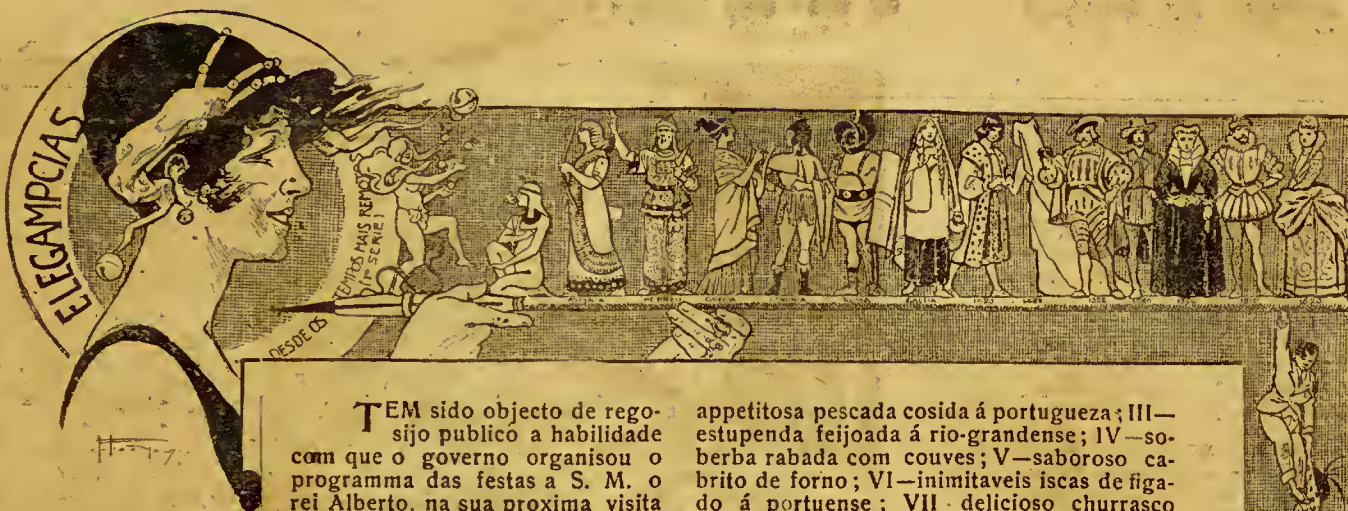 ELEGAMPCIAS
DESDE OS
TEMPOS MAIS REM
(1ª SERIE)
GRECIA
TEM sido objecto de rego-
sijo publico a habilidade
com que o governo organisou o
programma das festas a S. M. o
rei Alberto, na sua proxima visita
appetitosa pescada cosida á portugueza; III—
estupenda feijoada á rio-grandense; IV—so-
berba rabada com couves; V—saboroso ca-
brito de forno; VI—inimitaveis iscas de figa-
do á portuense; VII - delicioso churrasco